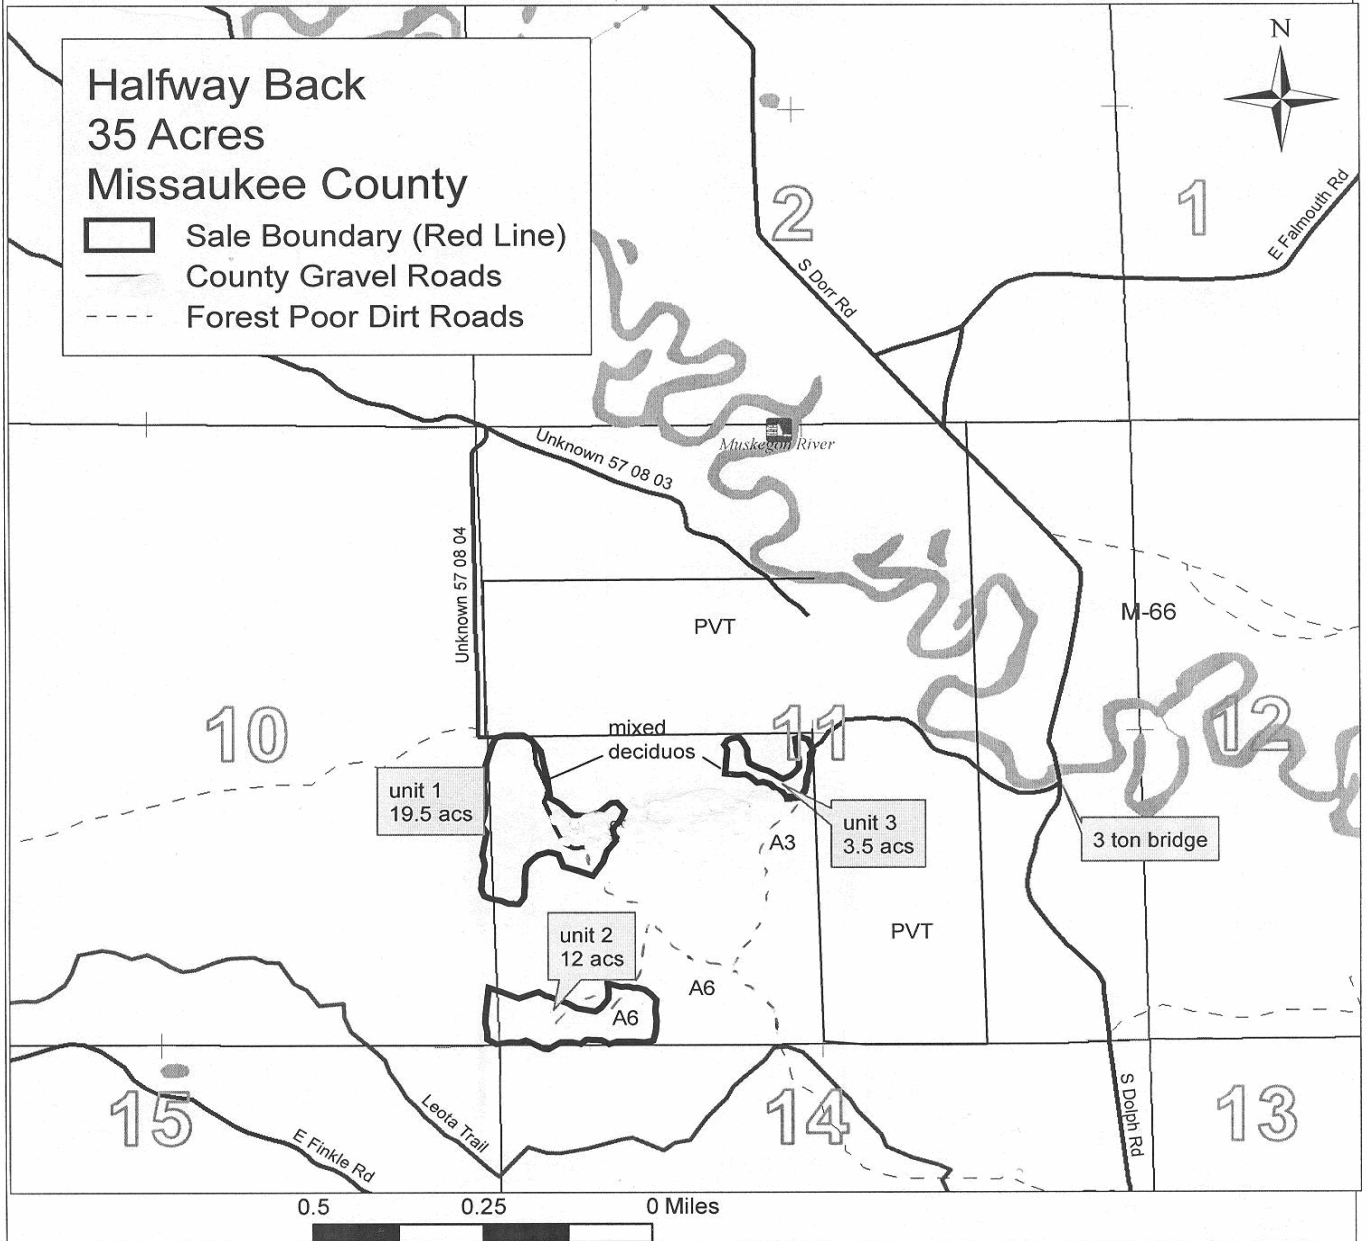 Halfway Back
35 Acres
Missaukee County
Sale Boundary (Red Line)
County Gravel Roads
Forest Poor Dirt Roads
N
2
1
E Falmouth Rd
S Dorr Rd
Muskegon River
Unknown 57 08 03
Unknown 57 08 04
PVT
M-66
10
11
12
mixed
deciduos
unit 1
19.5 acs
unit 3
3.5 acs
A3
3 ton bridge
unit 2
12 acs
PVT
A6
A6
15
14
13
Leota Trail
E Finkle Rd
S Dolph Rd
0.5 0.25 0 Miles